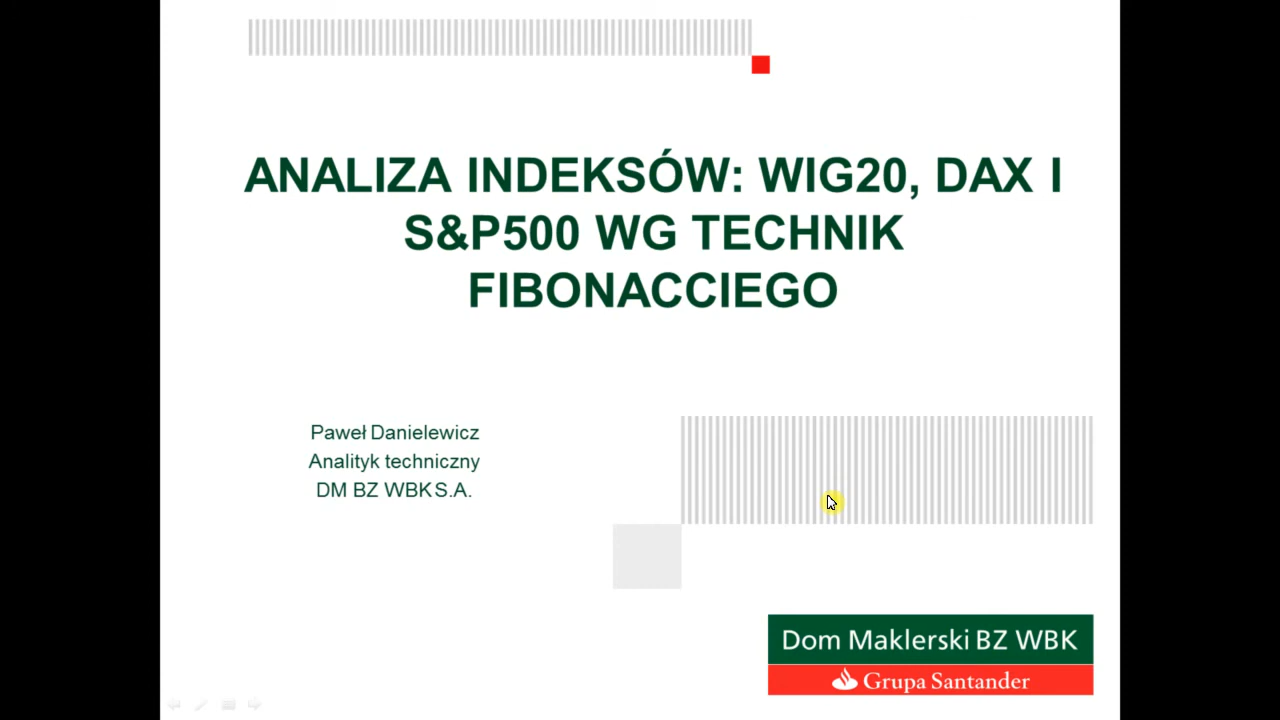 ANALIZA INDEKSÓW: WIG20, DAX I
S&P500 WG TECHNIK
FIBONACCIEGO
Paweł Danielewicz
Analityk techniczny
DM BZ WBK S.A.
Dom Maklerski BZ WBK
Grupa Santander